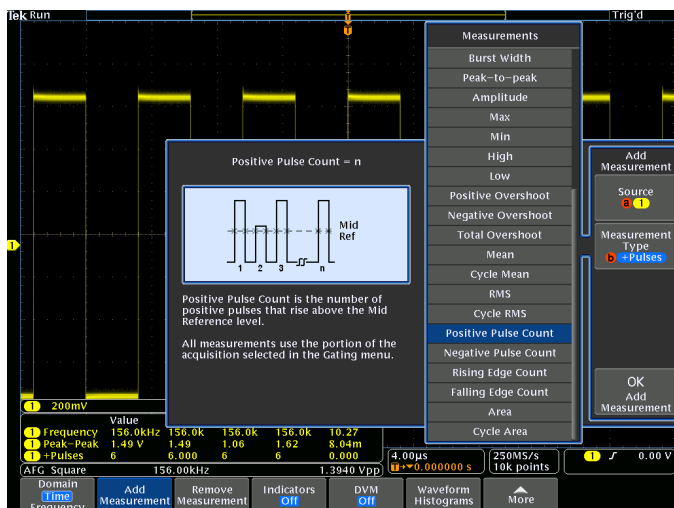 Tek Run
Trig'd
T
T
Measurements
Burst Width
Peak-to-peak
Amplitude
Max
Min
High
Low
Positive Overshoot
Negative Overshoot
Total Overshoot
Mean
Cycle Mean
RMS
Cycle RMS
Positive Pulse Count
Negative Pulse Count
Rising Edge Count
Falling Edge Count
Area
Cycle Area
Positive Pulse Count = n
Mid
Ref
1 2 3 n
Positive Pulse Count is the number of
positive pulses that rise above the Mid
Reference level.
All measurements use the portion of the
acquisition selected in the Gating menu.
Add
Measurement
Source
a 1
Measurement
Type
b +Pulses
OK
Add
Measurement
1
1 200mV
Value
1 Frequency 156.0kHz 156.0k 156.0k 156.0k 10.27
1 Peak–Peak 1.49 V 1.49 1.06 1.62 8.04m
1 +Pulses 6 6.000 6 6 0.000
4.00µs
T→▼0.000000 s
250MS/s
10k points
1 0.00 V
AFG Square 156.00kHz 1.3940 Vpp
Domain
Time
Frequency
Add
Measurement
Remove
Measurement
Indicators
Off
DVM
Off
Waveform
Histograms
More